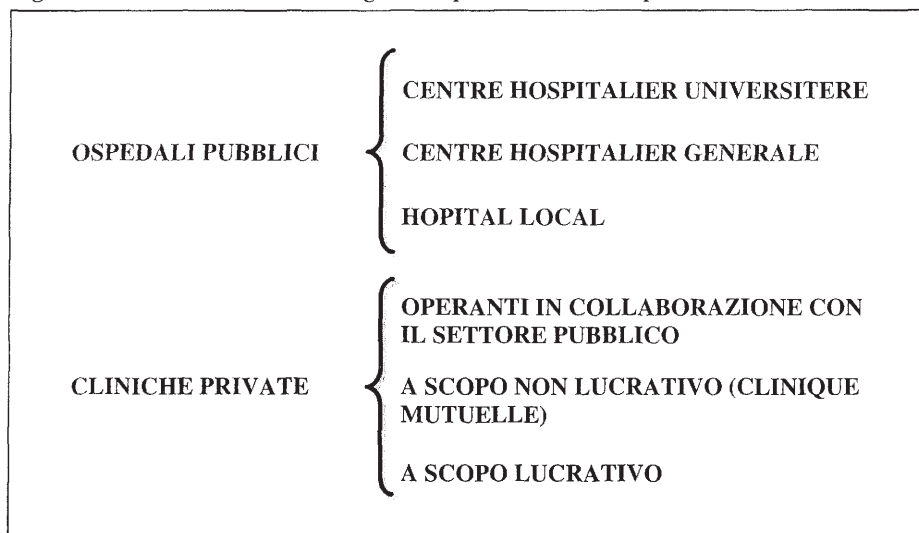 CENTRE HOSPITALIER UNIVERSITERE
OSPEDALI PUBBLICI
CENTRE HOSPITALIER GENERALE
HOPITAL LOCAL
OPERANTI IN COLLABORAZIONE CON
IL SETTORE PUBBLICO
CLINICHE PRIVATE
A SCOPO NON LUCRATIVO (CLINIQUE
MUTUELLE)
A SCOPO LUCRATIVO